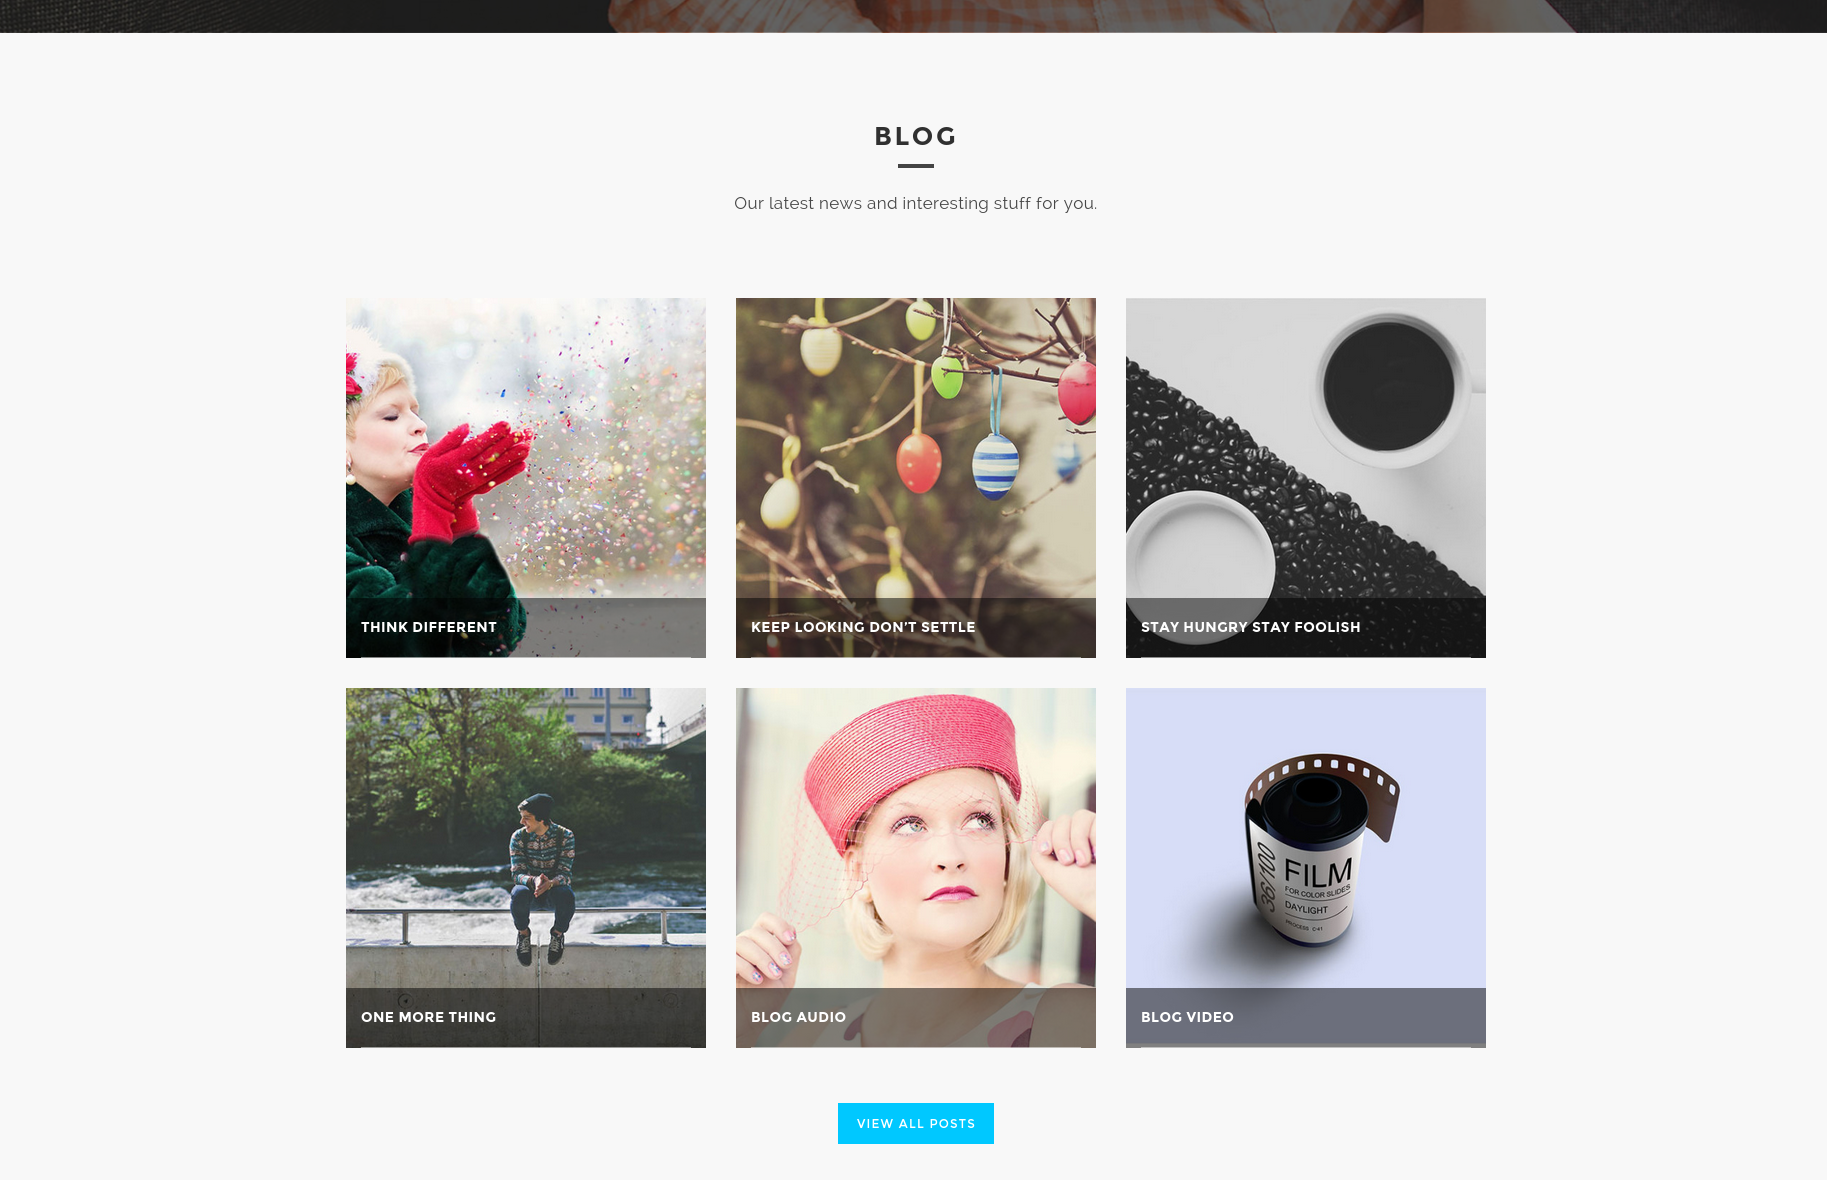 BLOG
Our latest news and interesting stuff for you.
THINK DIFFERENT
KEEP LOOKING DON'T SETTLE
STAY HUNGRY STAY FOOLISH
ONE MORE THING
BLOG AUDIO
36/100
FILM
FOR COLOR SLIDES
DAYLIGHT
PROCESS C-41
BLOG VIDEO
VIEW ALL POSTS